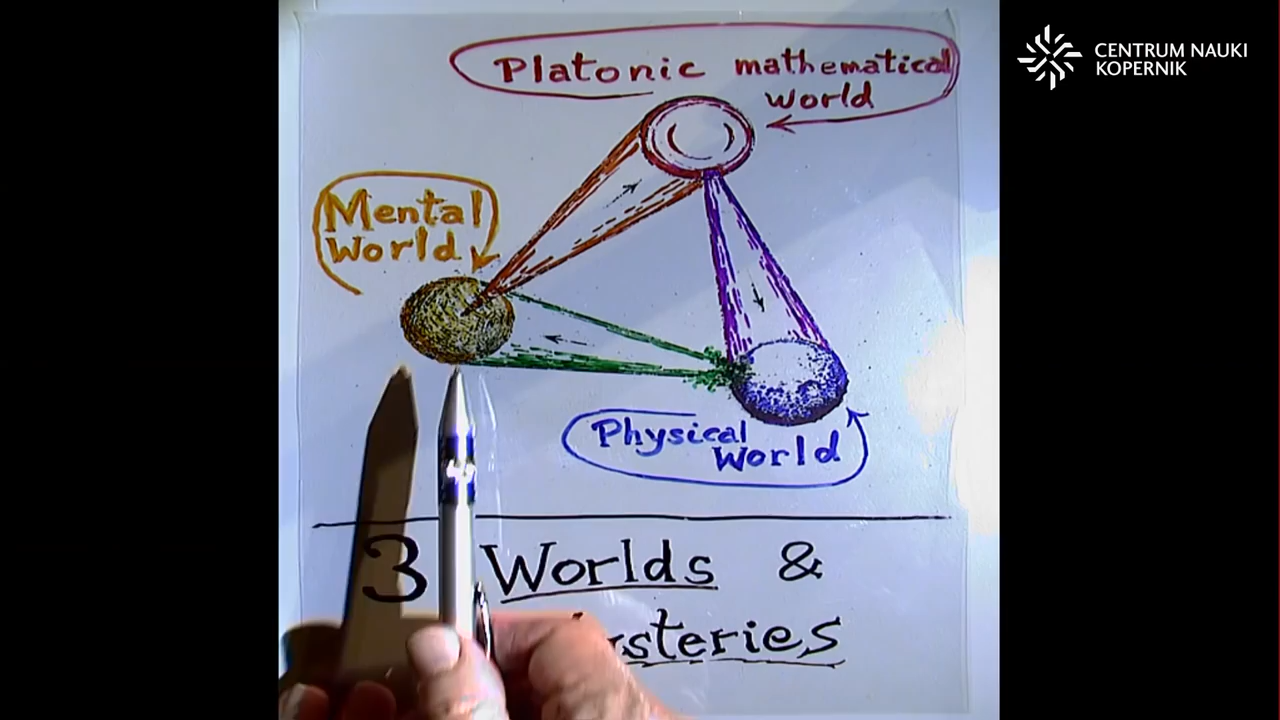 CENTRUM NAUKI
KOPERNIK
Platonic mathematical
world
Mental
World
Physical
World
3 Worlds &